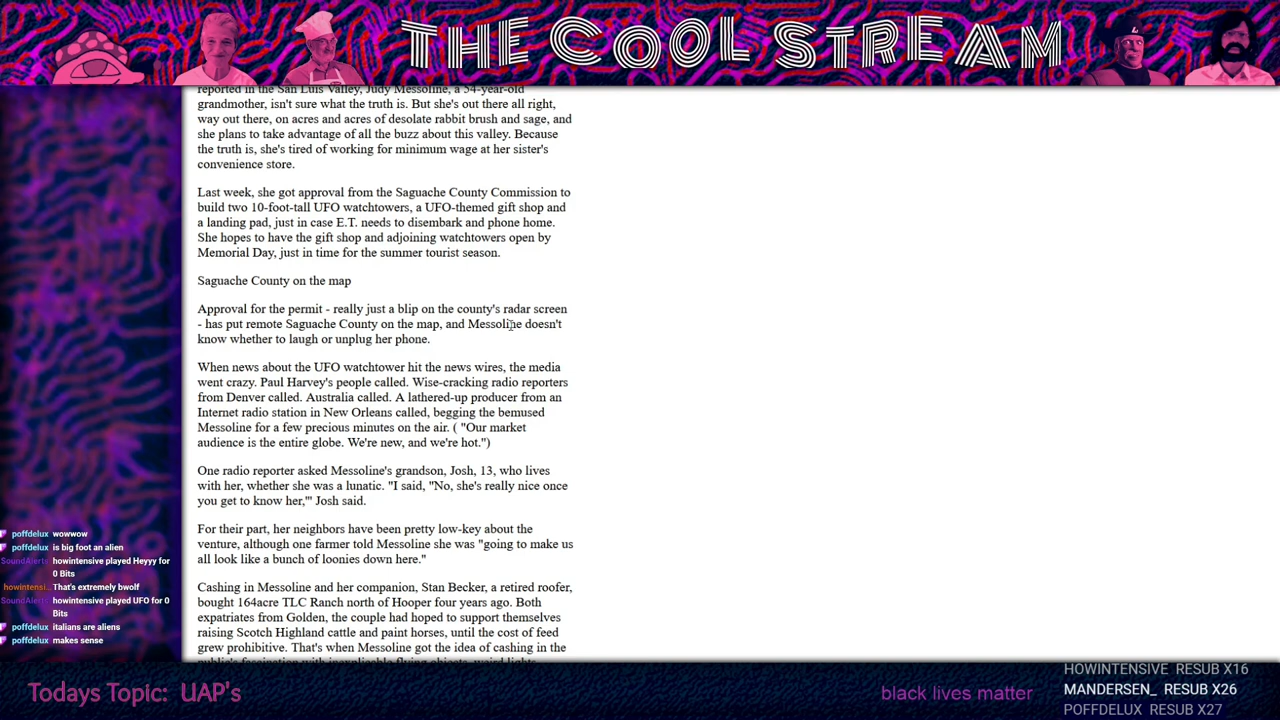 THE COOL STREAM
reported in the San Luis Valley, Judy Messoline, a 54-year-old
grandmother, isn't sure what the truth is. But she's out there all right,
way out there, on acres and acres of desolate rabbit brush and sage, and
she plans to take advantage of all the buzz about this valley. Because
the truth is, she's tired of working for minimum wage at her sister's
convenience store.
Last week, she got approval from the Saguache County Commission to
build two 10-foot-tall UFO watchtowers, a UFO-themed gift shop and
a landing pad, just in case E.T. needs to disembark and phone home.
She hopes to have the gift shop and adjoining watchtowers open by
Memorial Day, just in time for the summer tourist season.
Saguache County on the map
Approval for the permit - really just a blip on the county's radar screen
- has put remote Saguache County on the map, and Messoline doesn't
know whether to laugh or unplug her phone.
When news about the UFO watchtower hit the news wires, the media
went crazy. Paul Harvey's people called. Wise-cracking radio reporters
from Denver called. Australia called. A lathered-up producer from an
Internet radio station in New Orleans called, begging the bemused
Messoline for a few precious minutes on the air. ( "Our market
audience is the entire globe. We're new, and we're hot.")
One radio reporter asked Messoline's grandson, Josh, 13, who lives
with her, whether she was a lunatic. "I said, "No, she's really nice once
you get to know her,'" Josh said.
For their part, her neighbors have been pretty low-key about the
venture, although one farmer told Messoline she was "going to make us
all look like a bunch of loonies down here."
Cashing in Messoline and her companion, Stan Becker, a retired roofer,
bought 164acre TLC Ranch north of Hooper four years ago. Both
expatriates from Golden, the couple had hoped to support themselves
raising Scotch Highland cattle and paint horses, until the cost of feed
grew prohibitive. That's when Messoline got the idea of cashing in the
public's fascination with inexplicable flying objects, weird lights
poffdelux wowwow
poffdelux is big foot an alien
SoundAlert howintensive played Heyyy for
0 Bits
howintensi... That's extremely bwolf
SoundAlert howintensive played UFO for 0
Bits
poffdelux italians are aliens
poffdelux makes sense
Todays Topic: UAP's
black lives matter
HOWINTENSIVE RESUB X16
MANDERSEN_ RESUB X26
POFFDELUX RESUB X27